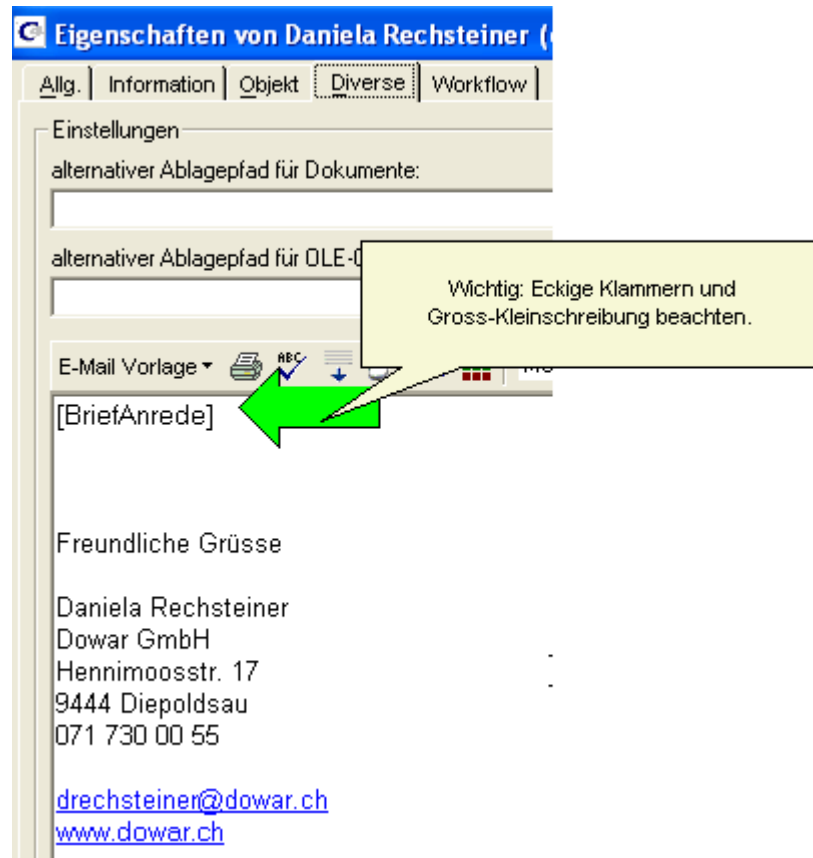 Eigenschaften von Daniela Rechsteiner (
Allg. Information Objekt Diverse Workflow
Einstellungen
alternativer Ablagepfad für Dokumente:
alternativer Ablagepfad für OLE-
Wichtig: Eckige Klammern und
Gross-Kleinschreibung beachten.
E-Mail Vorlage ABC
[BriefAnrede]
Freundliche Grüsse
Daniela Rechsteiner
Dowar GmbH
Hennimoosstr. 17
9444 Diepoldsau
071 730 00 55
drechsteiner@dowar.ch
www.dowar.ch